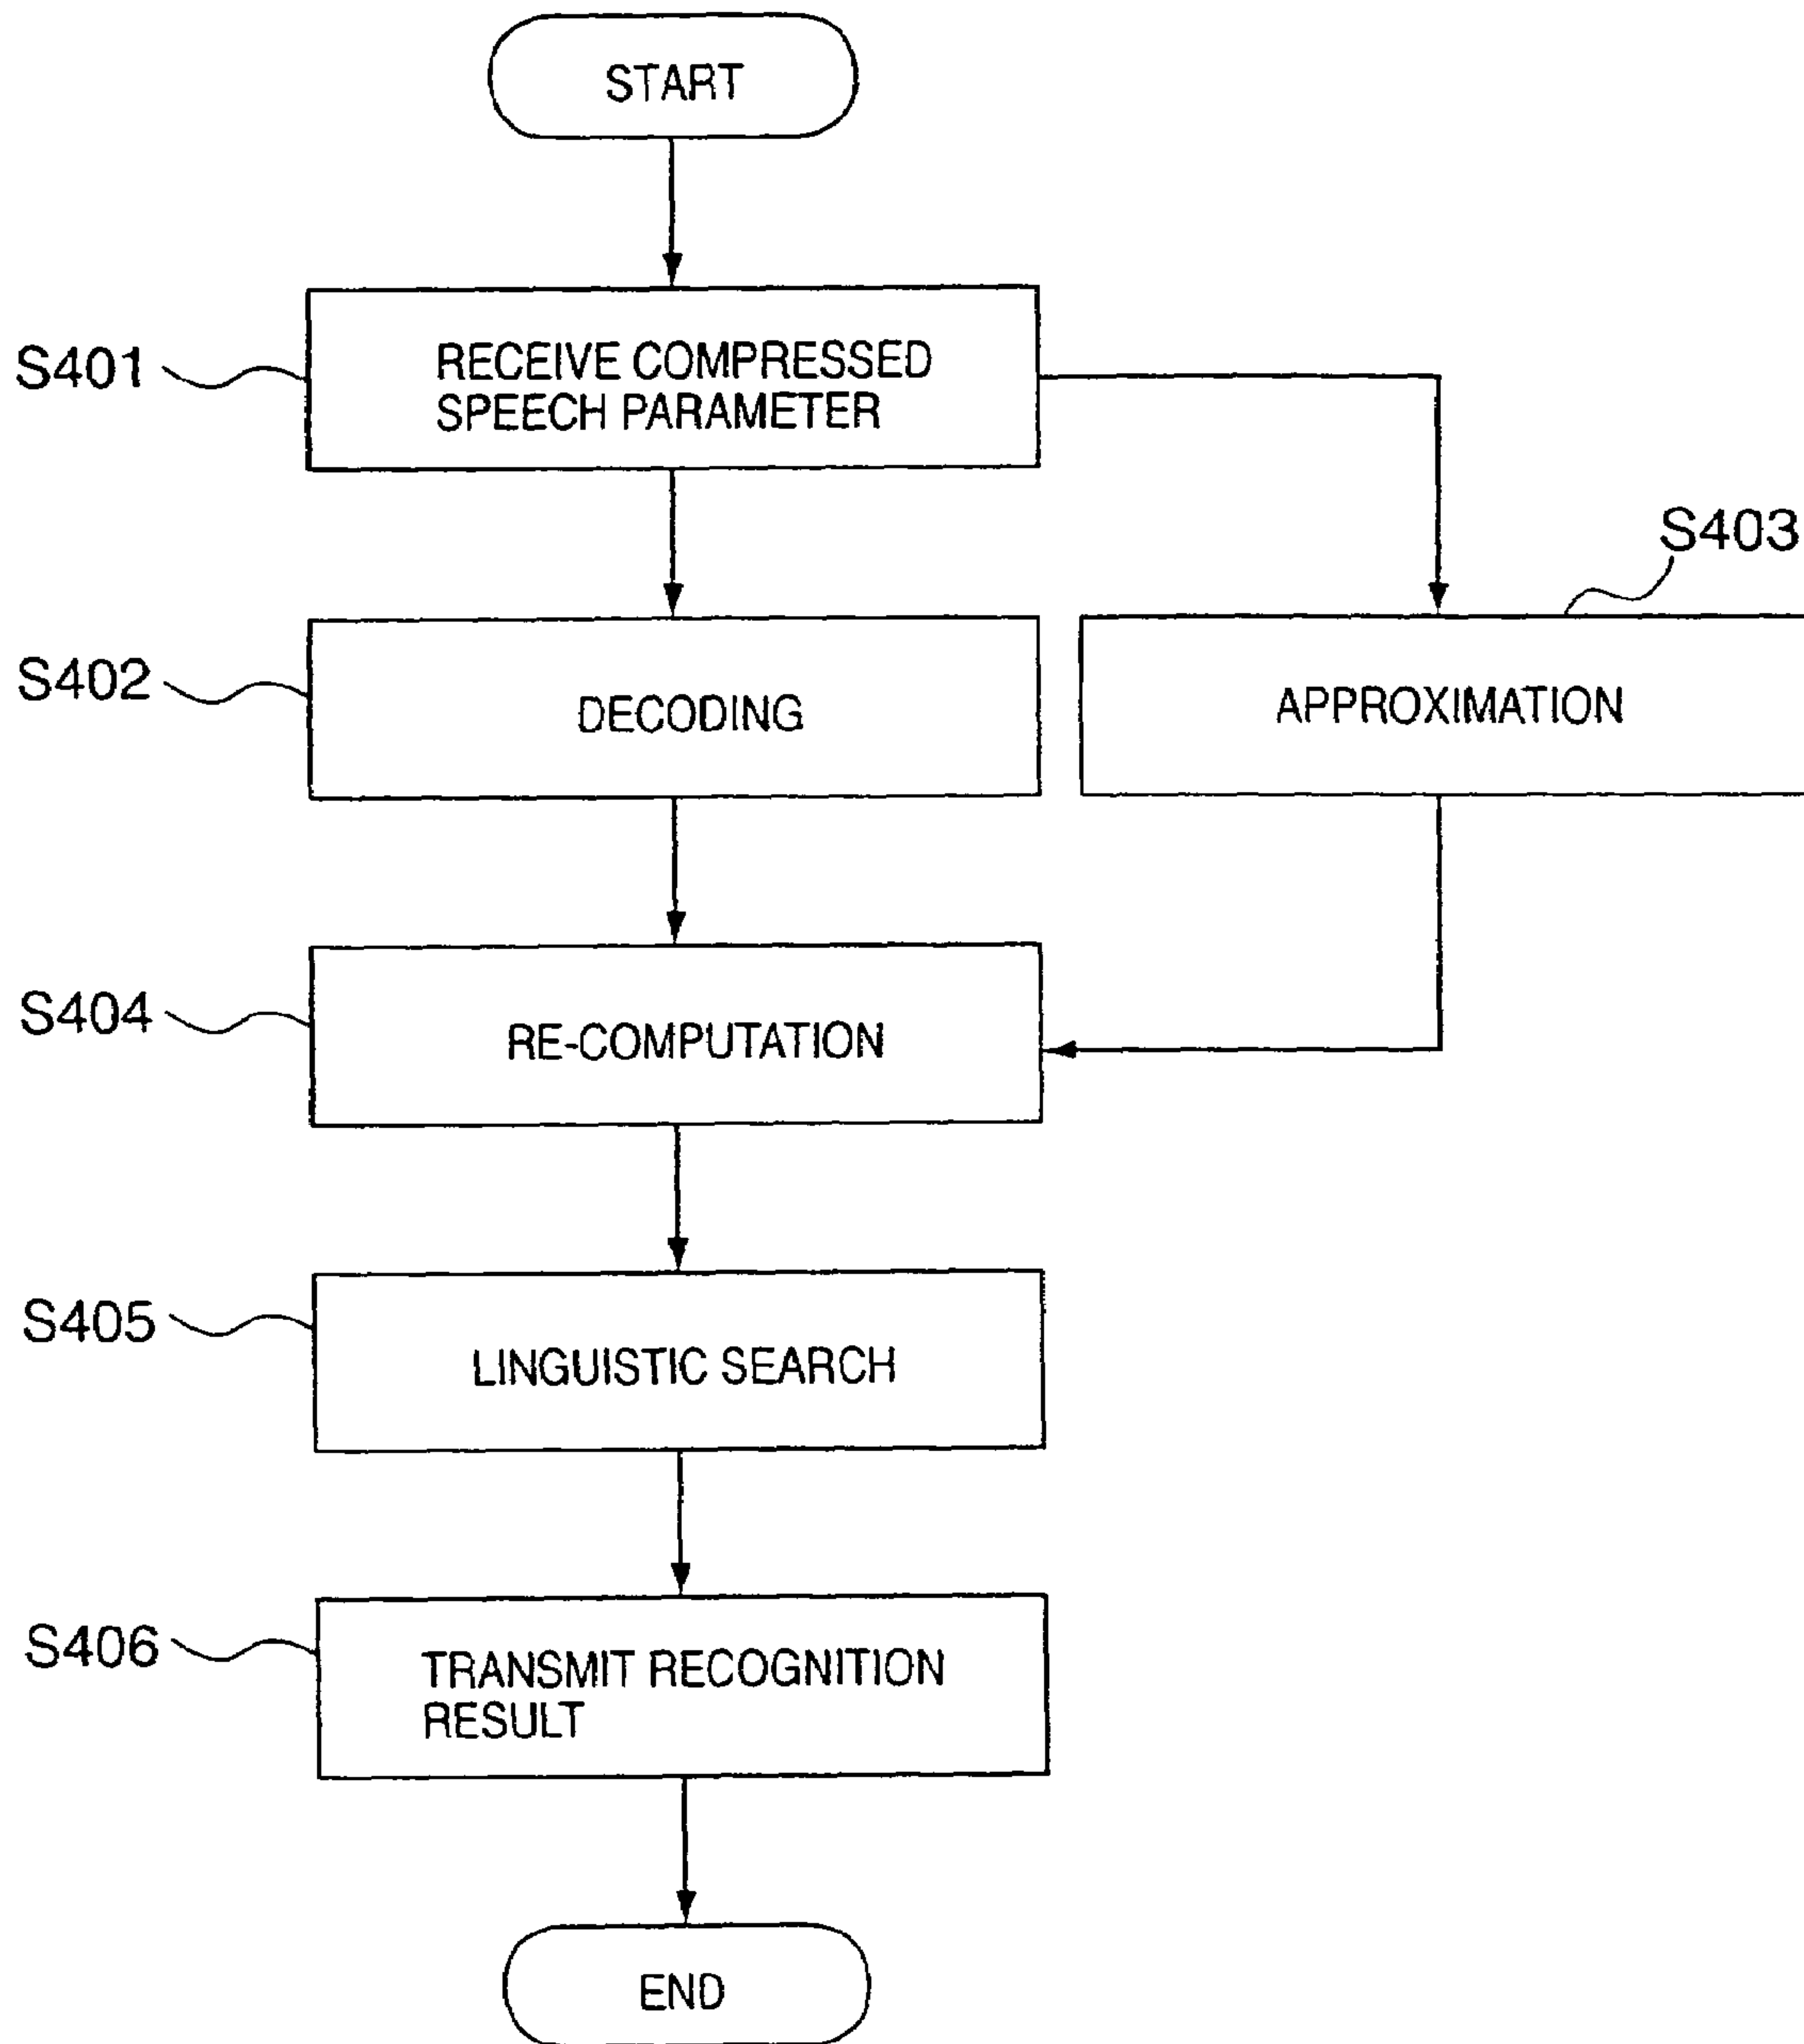 START
S401
RECEIVE COMPRESSED
SPEECH PARAMETER
S403
S402
DECODING
APPROXIMATION
S404
RE-COMPUTATION
S405
LINGUISTIC SEARCH
S406
TRANSMIT RECOGNITION
RESULT
END